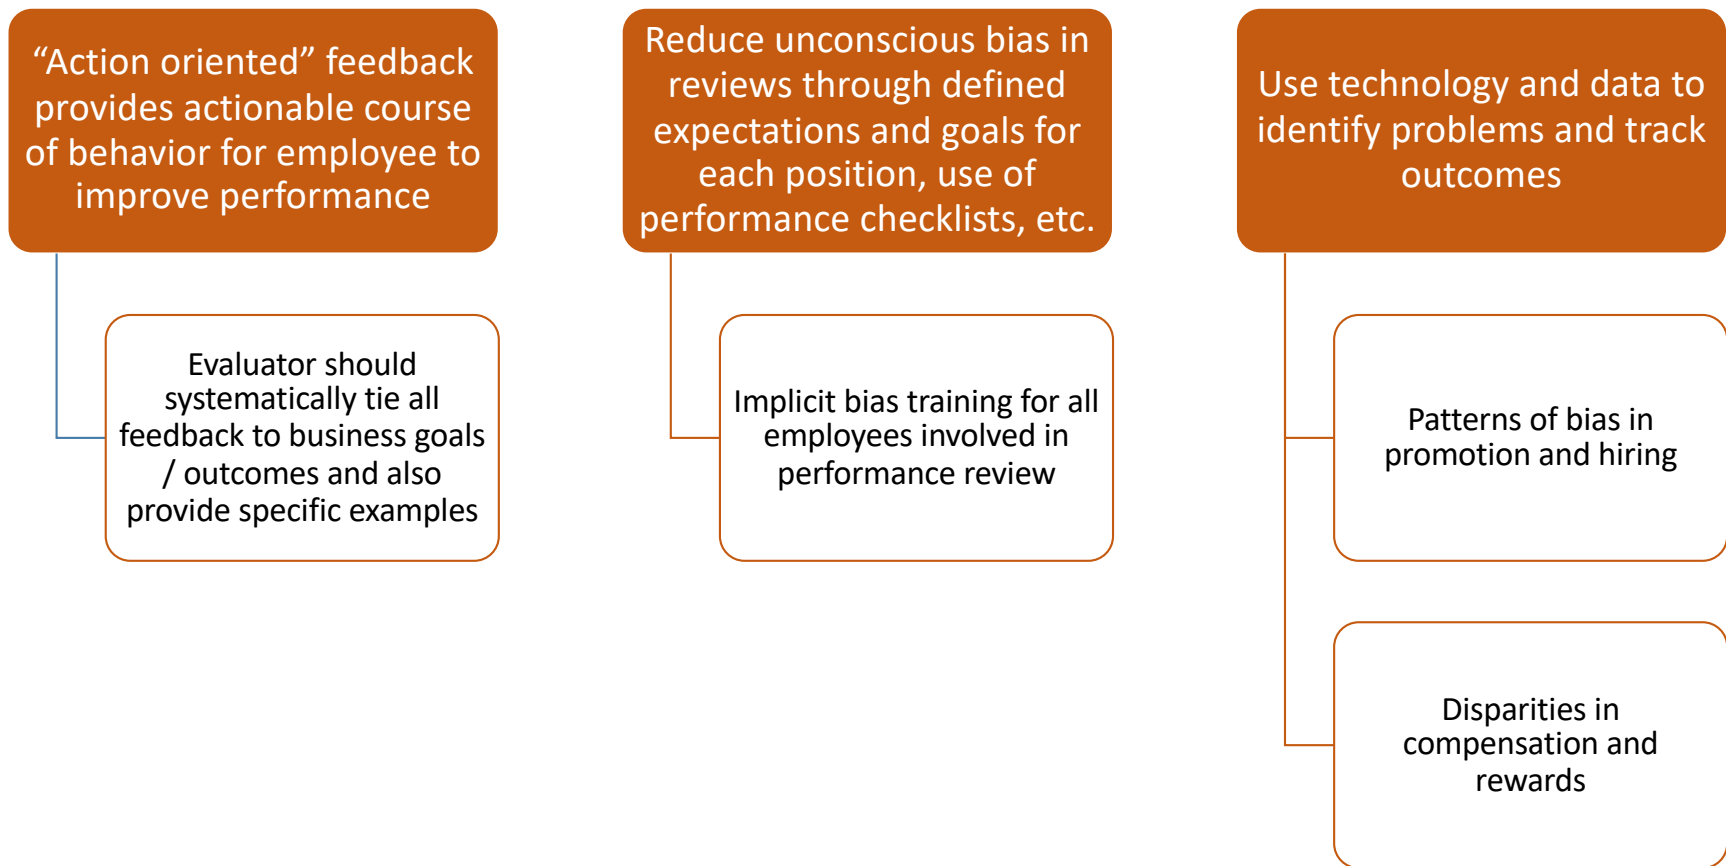 “Action oriented” feedback
provides actionable course
of behavior for employee to
improve performance
Evaluator should
systematically tie all
feedback to business goals
/ outcomes and also
provide specific examples
Reduce unconscious bias in
reviews through defined
expectations and goals for
each position, use of
performance checklists, etc.
Implicit bias training for all
employees involved in
performance review
Use technology and data to
identify problems and track
outcomes
Patterns of bias in
promotion and hiring
Disparities in
compensation and
rewards